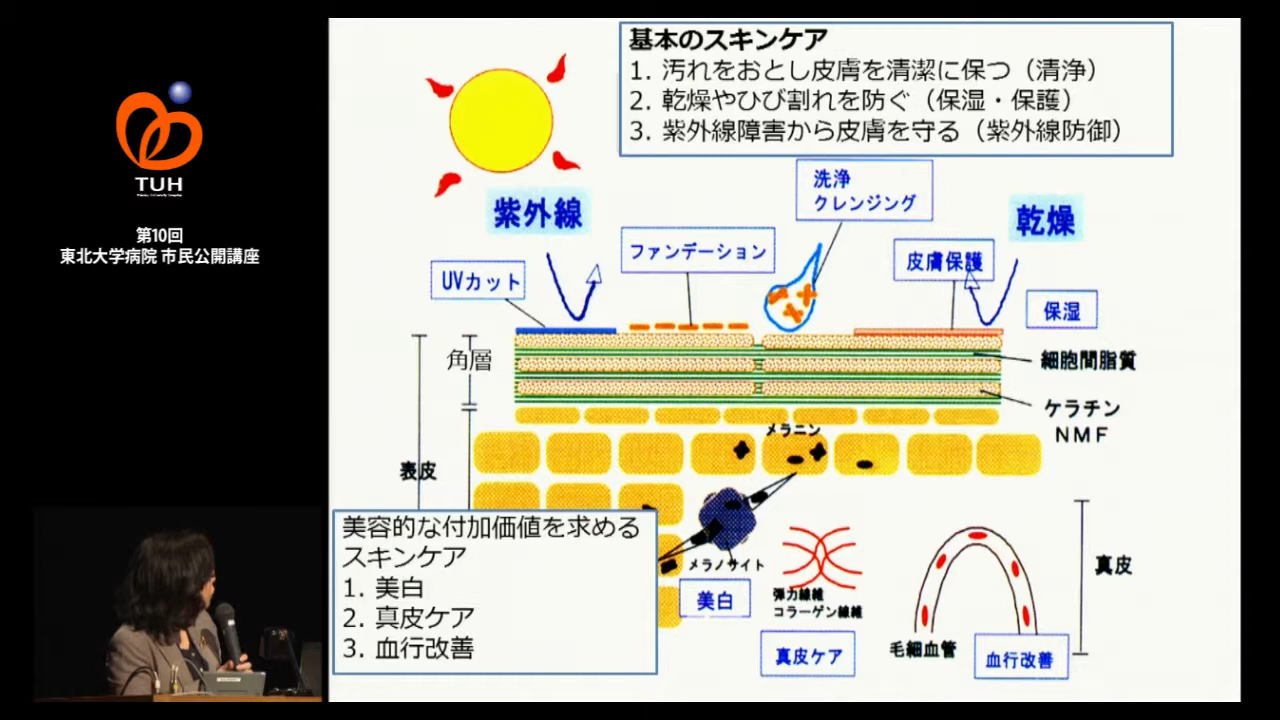 TUH
第10回
東北大学病院 市民公開講座
基本のスキンケア
1. 汚れをおとし皮膚を清潔に保つ（清浄）
2. 乾燥やひび割れを防ぐ（保湿・保護）
3. 紫外線障害から皮膚を守る（紫外線防御）
洗浄
クレンジング
紫外線
乾燥
ファンデーション
皮膚保護
UVカット
保湿
角層
細胞間脂質
ケラチン
NMF
メラニン
表皮
美容的な付加価値を求める
スキンケア
1. 美白
2. 真皮ケア
3. 血行改善
メラノサイト
美白
弾力線維
コラーゲン線維
真皮ケア
毛細血管
血行改善
真皮